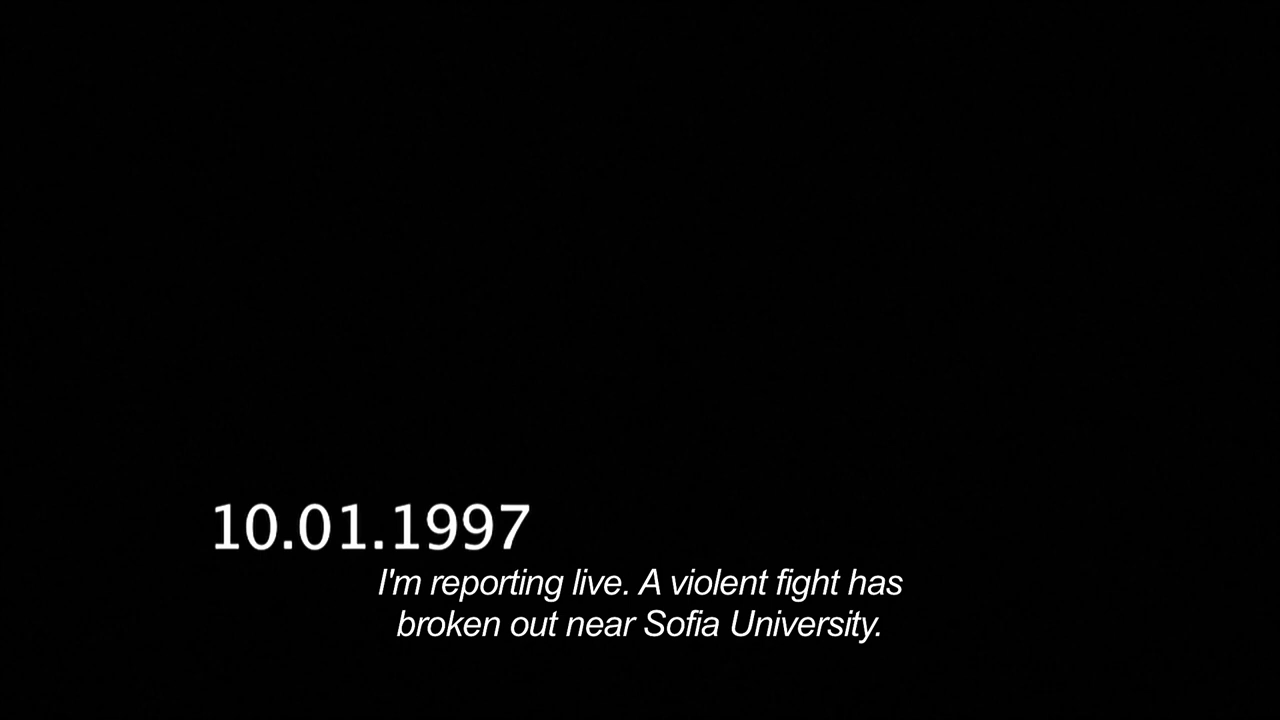 10.01.1997
I'm reporting live. A violent fight has
broken out near Sofia University.